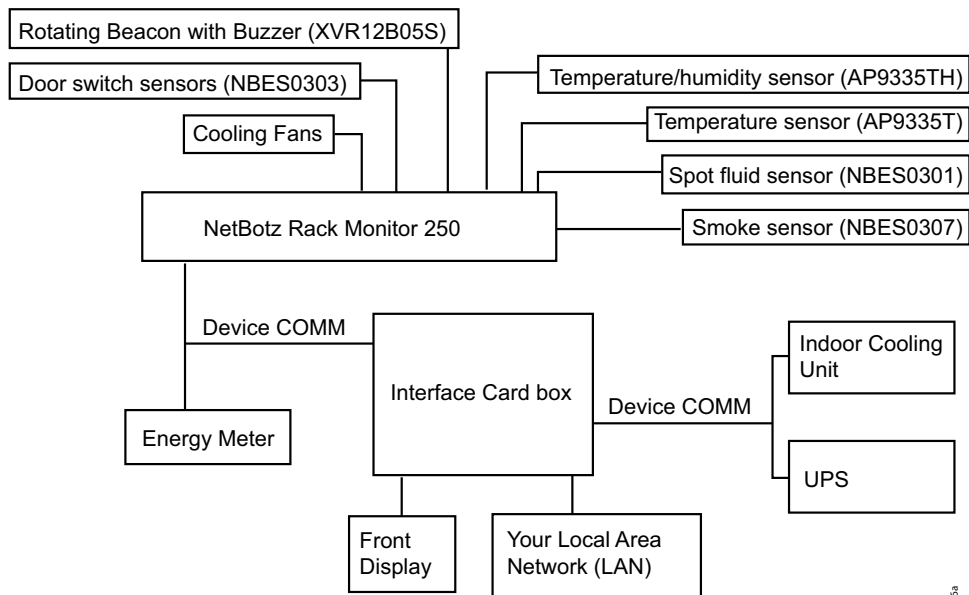 Rotating Beacon with Buzzer (XVR12B05S)
Door switch sensors (NBES0303)
Cooling Fans
Temperature/humidity sensor (AP9335TH)
Temperature sensor (AP9335T)
Spot fluid sensor (NBES0301)
Smoke sensor (NBES0307)
NetBotz Rack Monitor 250
Device COMM
Interface Card box
Energy Meter
Device COMM
Indoor Cooling
Unit
UPS
Front
Display
Your Local Area
Network (LAN)